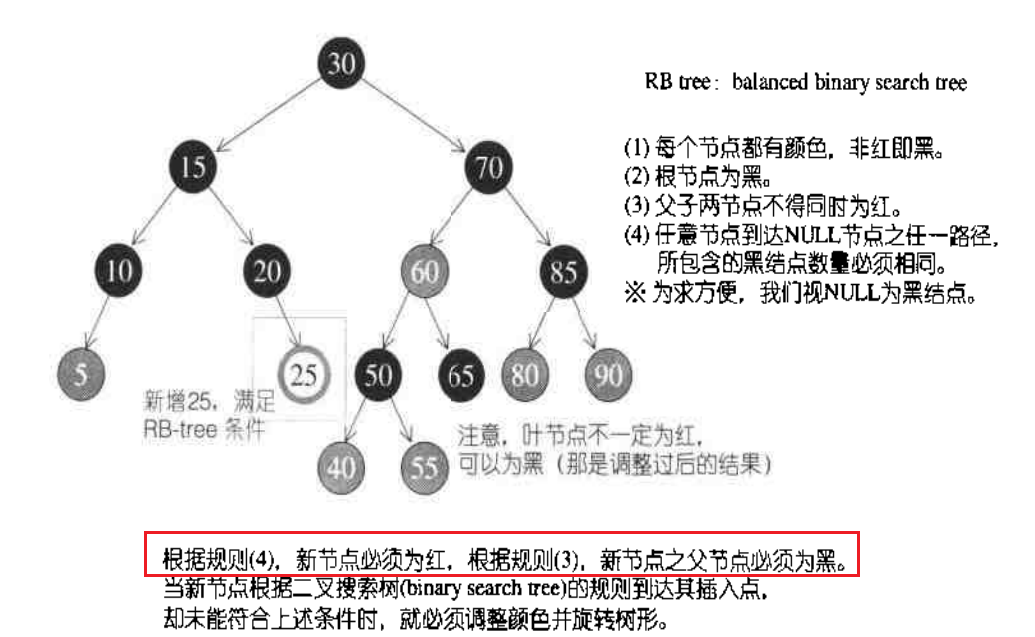 30
RB tree: balanced binary search tree
15
70
(1) 每个节点都有颜色，非红即黑。
(2) 根节点为黑。
(3) 父子两节点不得同时为红。
(4) 任意节点到达NULL节点之任一路径，
所包含的黑结点数量必须相同。
※ 为求方便，我们视NULL为黑结点。
10
20
60
85
5
25
50
65
80
90
新增25，满足
RB-tree 条件
注意，叶节点不一定为红，
可以为黑（那是调整过后的结果）
40
55
根据规则(4)，新节点必须为红，根据规则(3)，新节点之父节点必须为黑。
当新节点根据二叉搜索树(binary search tree)的规则到达其插入点，
却未能符合上述条件时，就必须调整颜色并旋转树形。